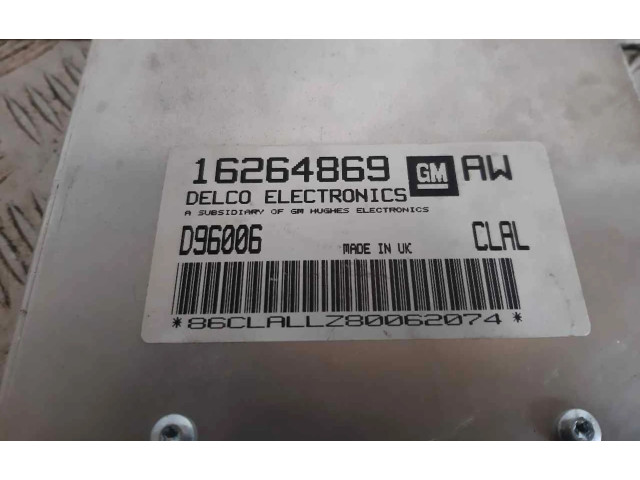 16264869 GM AW
DELCO ELECTRONICS
A SUBSIDIARY OF GM HUGHES ELECTRONICS
D96006 MADE IN UK CLAL
*86CLALLZ80062074*